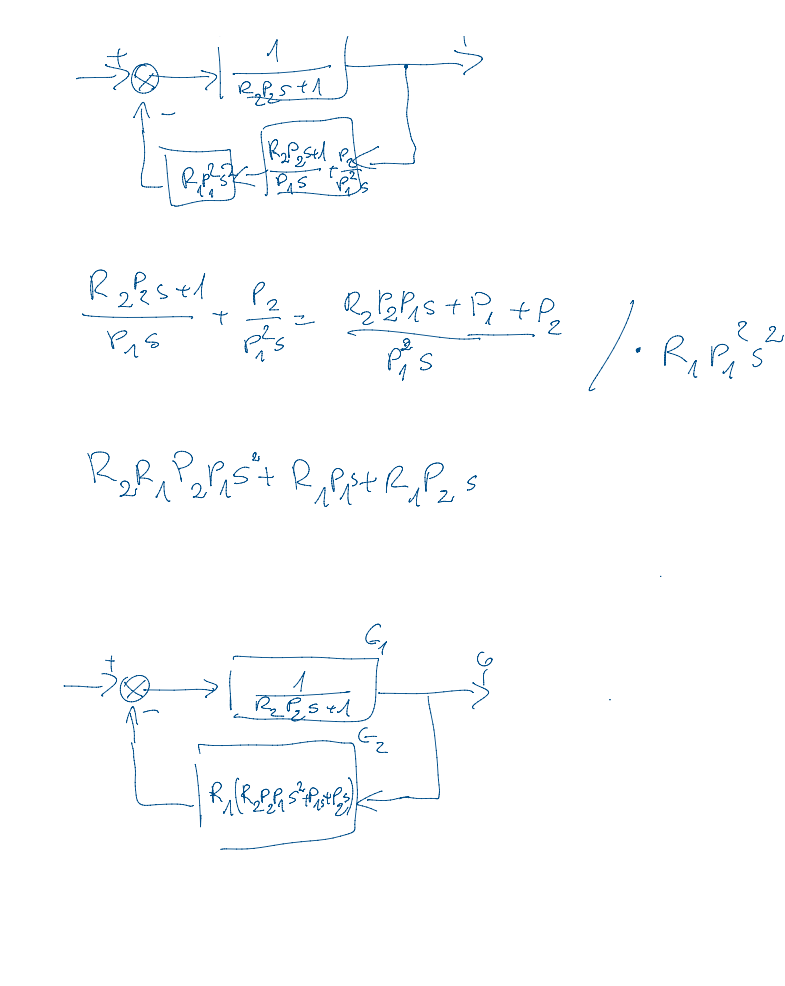 + 1/(R₂P₂s+1) 1
−
R₁P₁²s² (R₂P₂s+1)/(P₁s) + P₂/(P₁²s)
(R₂P₂s+1)/(P₁s) + P₂/(P₁²s) = (R₂P₂P₁s + P₁ + P₂)/(P₁²s) / · R₁P₁²s²
R₂R₁P₂P₁s² + R₁P₁s + R₁P₂s
G₁
+ 1/(R₂P₂s+1) G
− G₂
R₁(R₂P₂P₁s²+P₁s+P₂s)